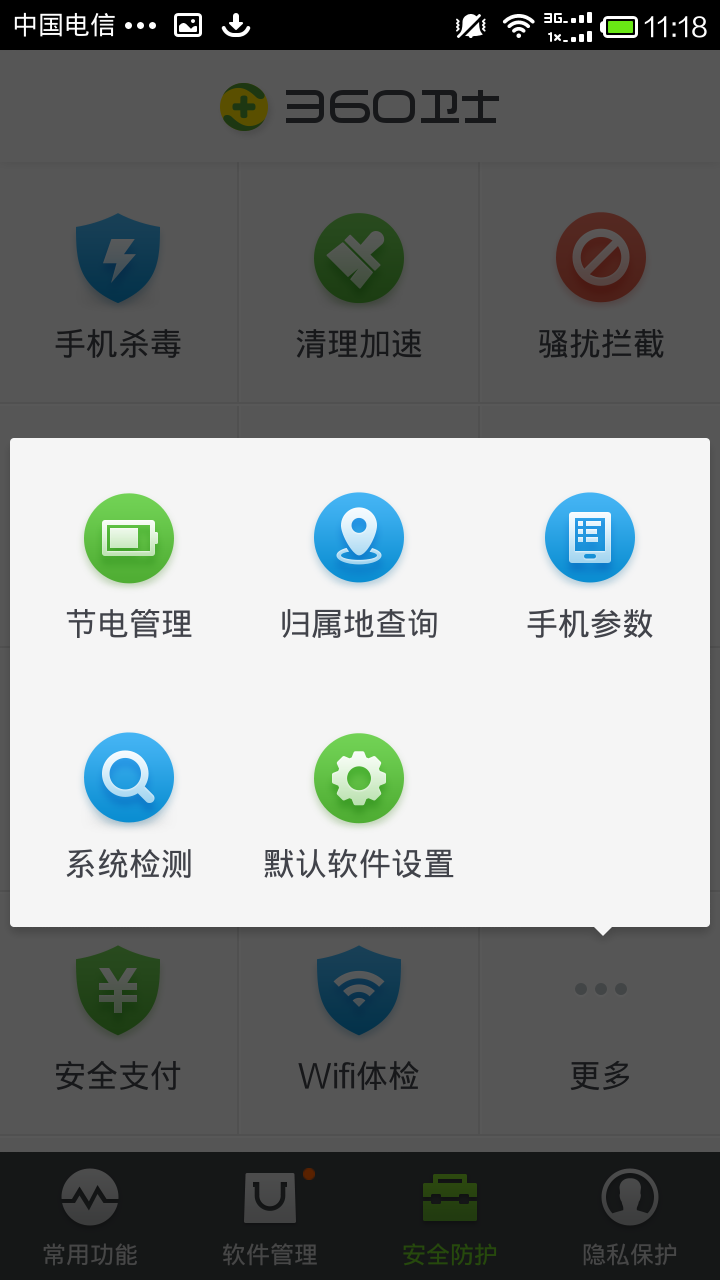 中国电信 3G 1x 11:18
360卫士
手机杀毒 清理加速 骚扰拦截
节电管理 归属地查询 手机参数
系统检测 默认软件设置
安全支付 Wifi体检 更多
常用功能 软件管理 安全防护 隐私保护